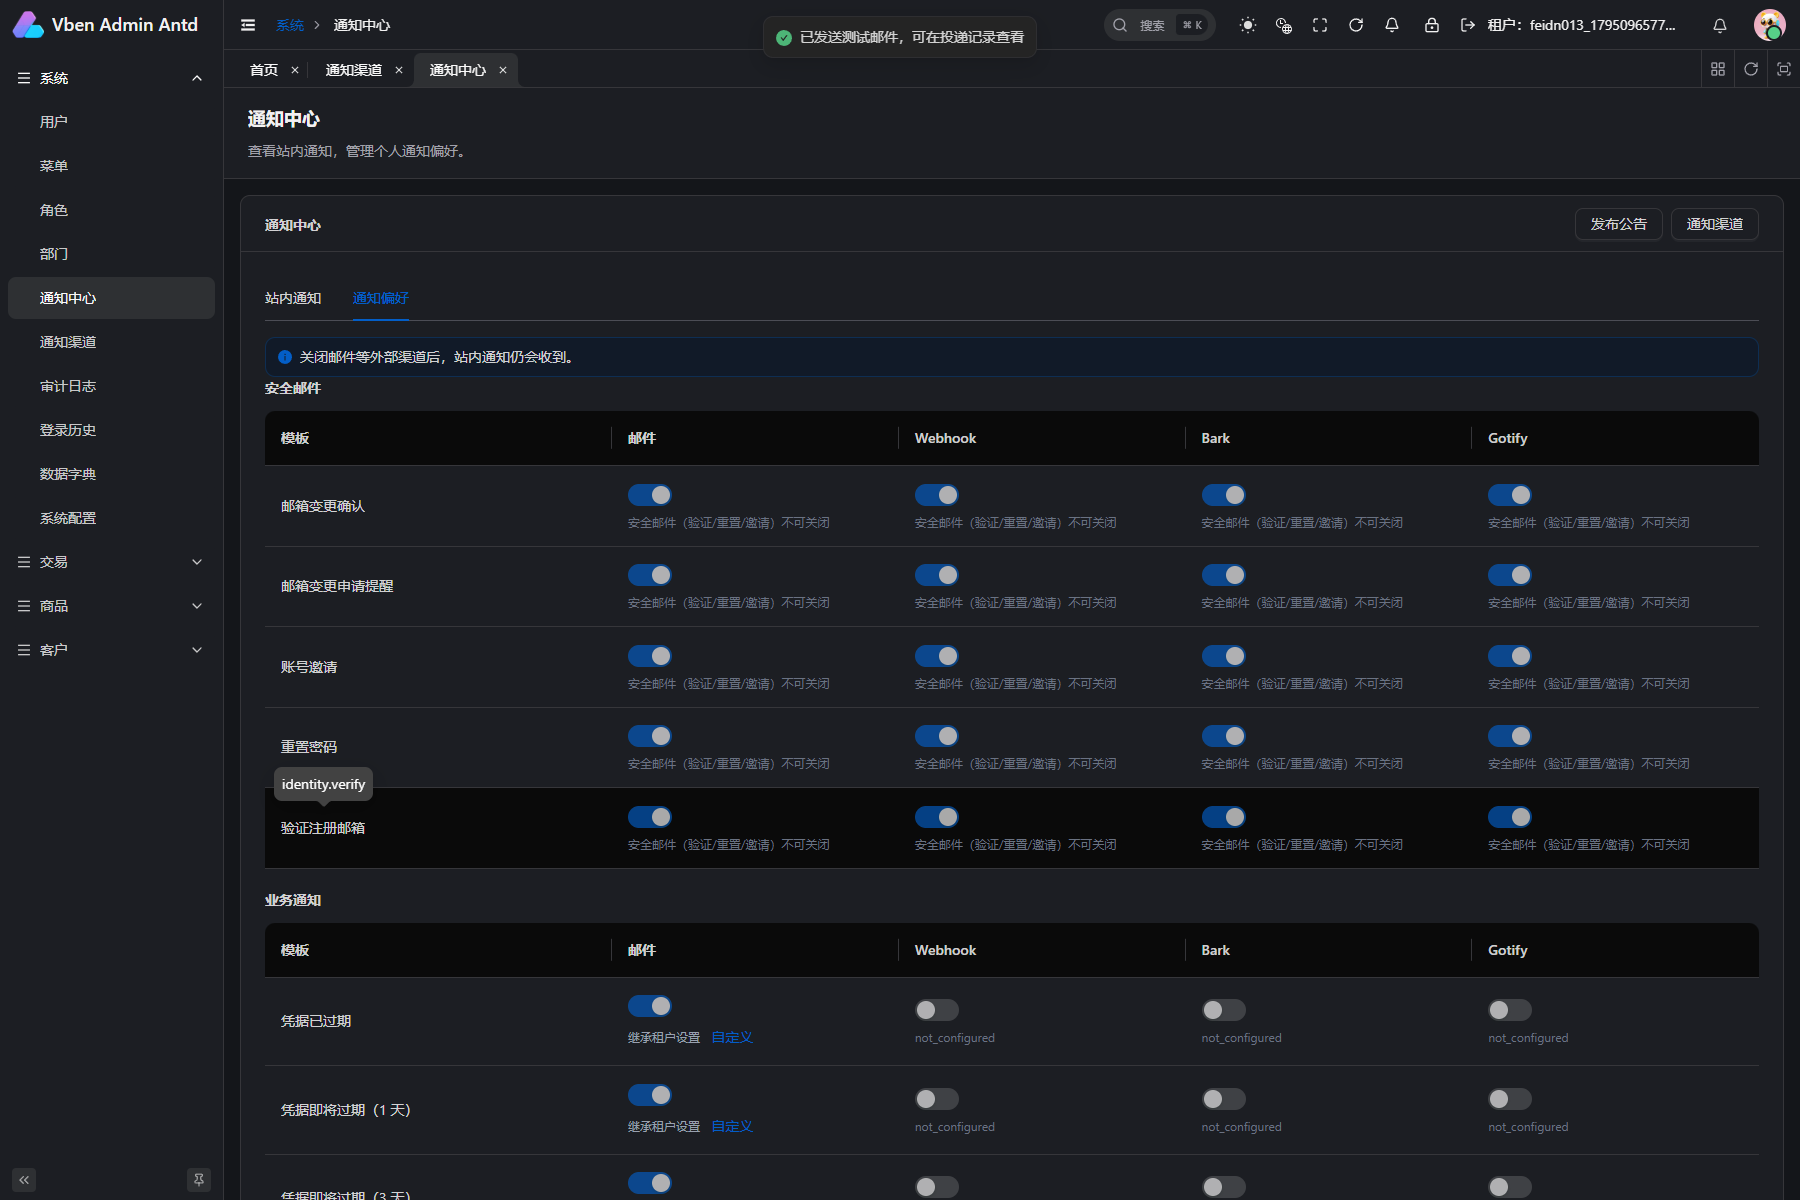 Vben Admin Antd
系统
通知中心
已发送测试邮件，可在投递记录查看
搜索
⌘ K
租户：feidn013_1795096577...
首页
通知渠道
通知中心
系统
用户
菜单
角色
部门
通知中心
通知渠道
审计日志
登录历史
数据字典
系统配置
交易
商品
客户
通知中心
查看站内通知，管理个人通知偏好。
通知中心
发布公告
通知渠道
站内通知
通知偏好
关闭邮件等外部渠道后，站内通知仍会收到。
安全邮件
模板 邮件 Webhook Bark Gotify
邮箱变更确认
安全邮件（验证/重置/邀请）不可关闭 安全邮件（验证/重置/邀请）不可关闭 安全邮件（验证/重置/邀请）不可关闭 安全邮件（验证/重置/邀请）不可关闭
邮箱变更申请提醒
安全邮件（验证/重置/邀请）不可关闭 安全邮件（验证/重置/邀请）不可关闭 安全邮件（验证/重置/邀请）不可关闭 安全邮件（验证/重置/邀请）不可关闭
账号邀请
安全邮件（验证/重置/邀请）不可关闭 安全邮件（验证/重置/邀请）不可关闭 安全邮件（验证/重置/邀请）不可关闭 安全邮件（验证/重置/邀请）不可关闭
重置密码
安全邮件（验证/重置/邀请）不可关闭 安全邮件（验证/重置/邀请）不可关闭 安全邮件（验证/重置/邀请）不可关闭 安全邮件（验证/重置/邀请）不可关闭
identity.verify
验证注册邮箱
安全邮件（验证/重置/邀请）不可关闭 安全邮件（验证/重置/邀请）不可关闭 安全邮件（验证/重置/邀请）不可关闭 安全邮件（验证/重置/邀请）不可关闭
业务通知
模板 邮件 Webhook Bark Gotify
凭据已过期
继承租户设置 自定义 not_configured not_configured not_configured
凭据即将过期（1 天）
继承租户设置 自定义 not_configured not_configured not_configured
凭据即将过期（3 天）